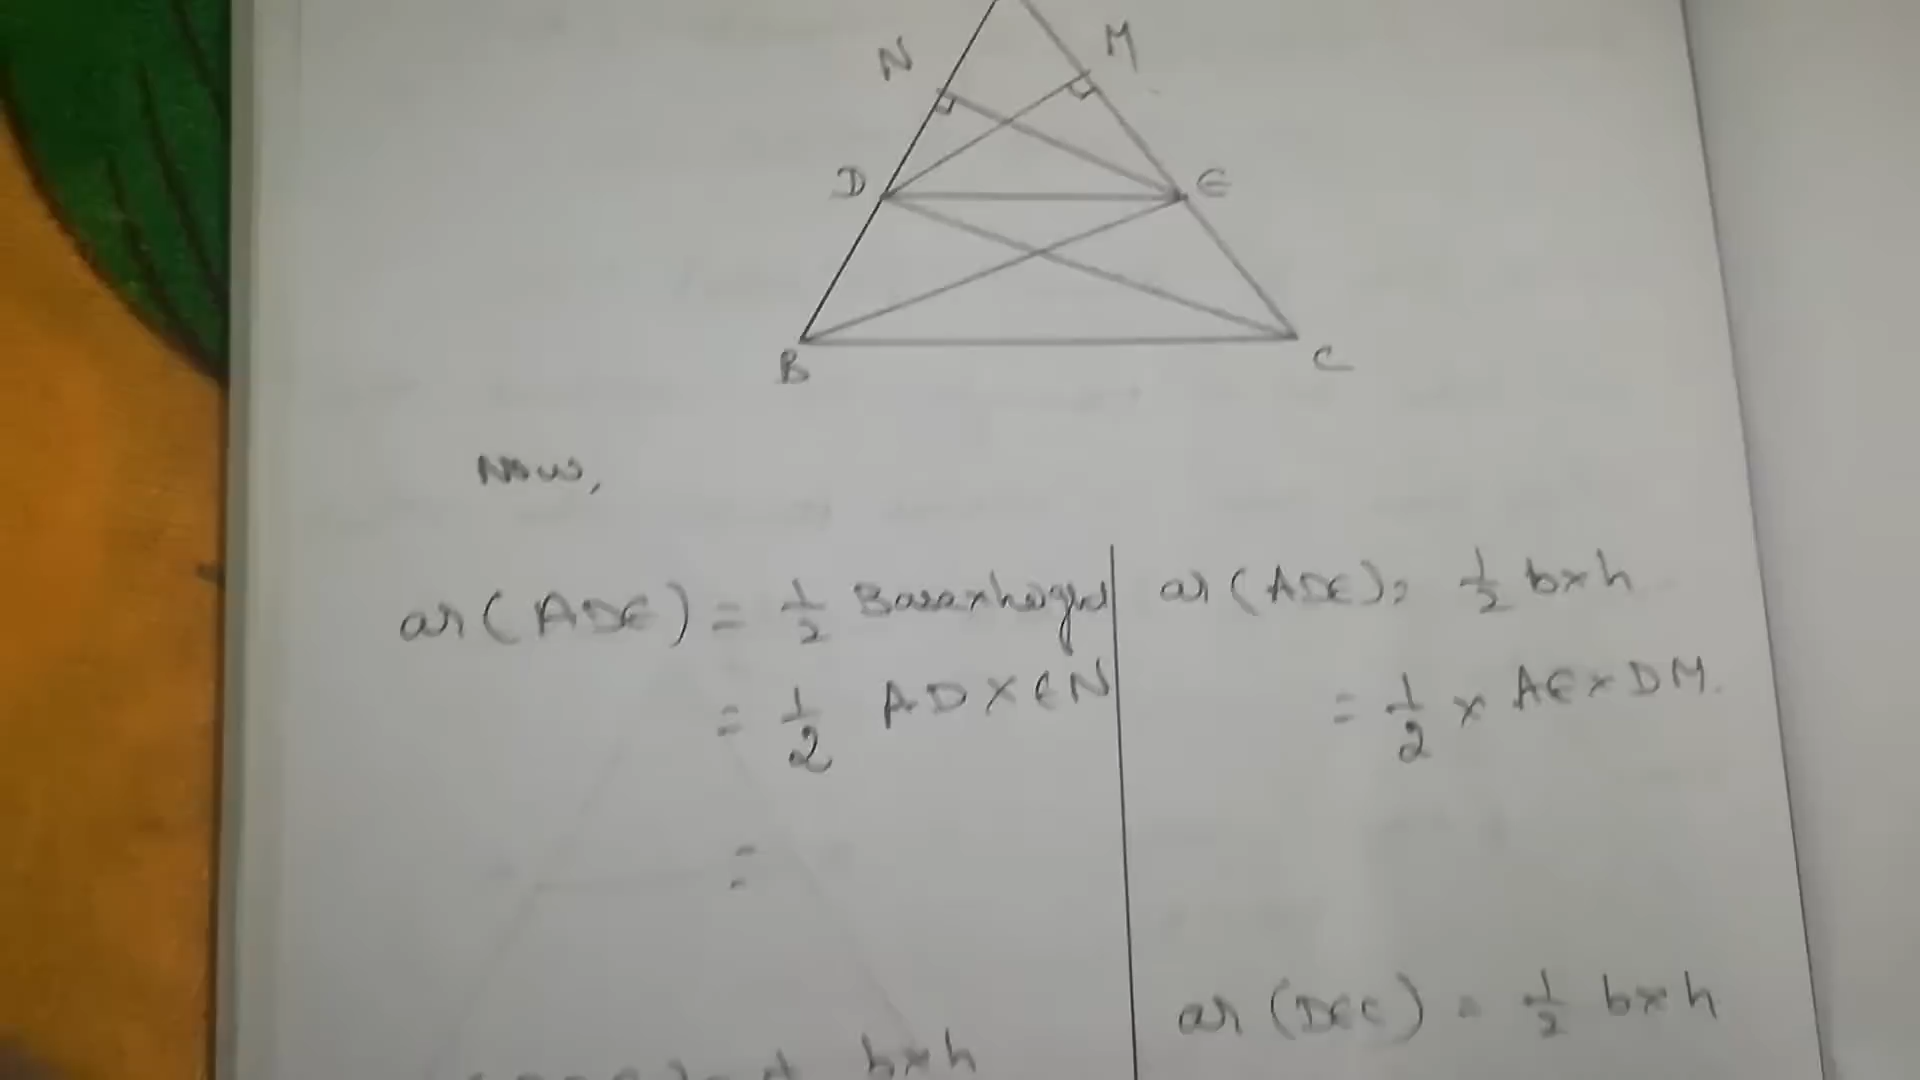 N
M
D
E
B
C
Now,
ar (ADE) = 1/2 Base x height
= 1/2 AD X EN
=
b x h
ar (ADE) = 1/2 b x h
= 1/2 x AE x DM.
ar (DEC) = 1/2 b x h